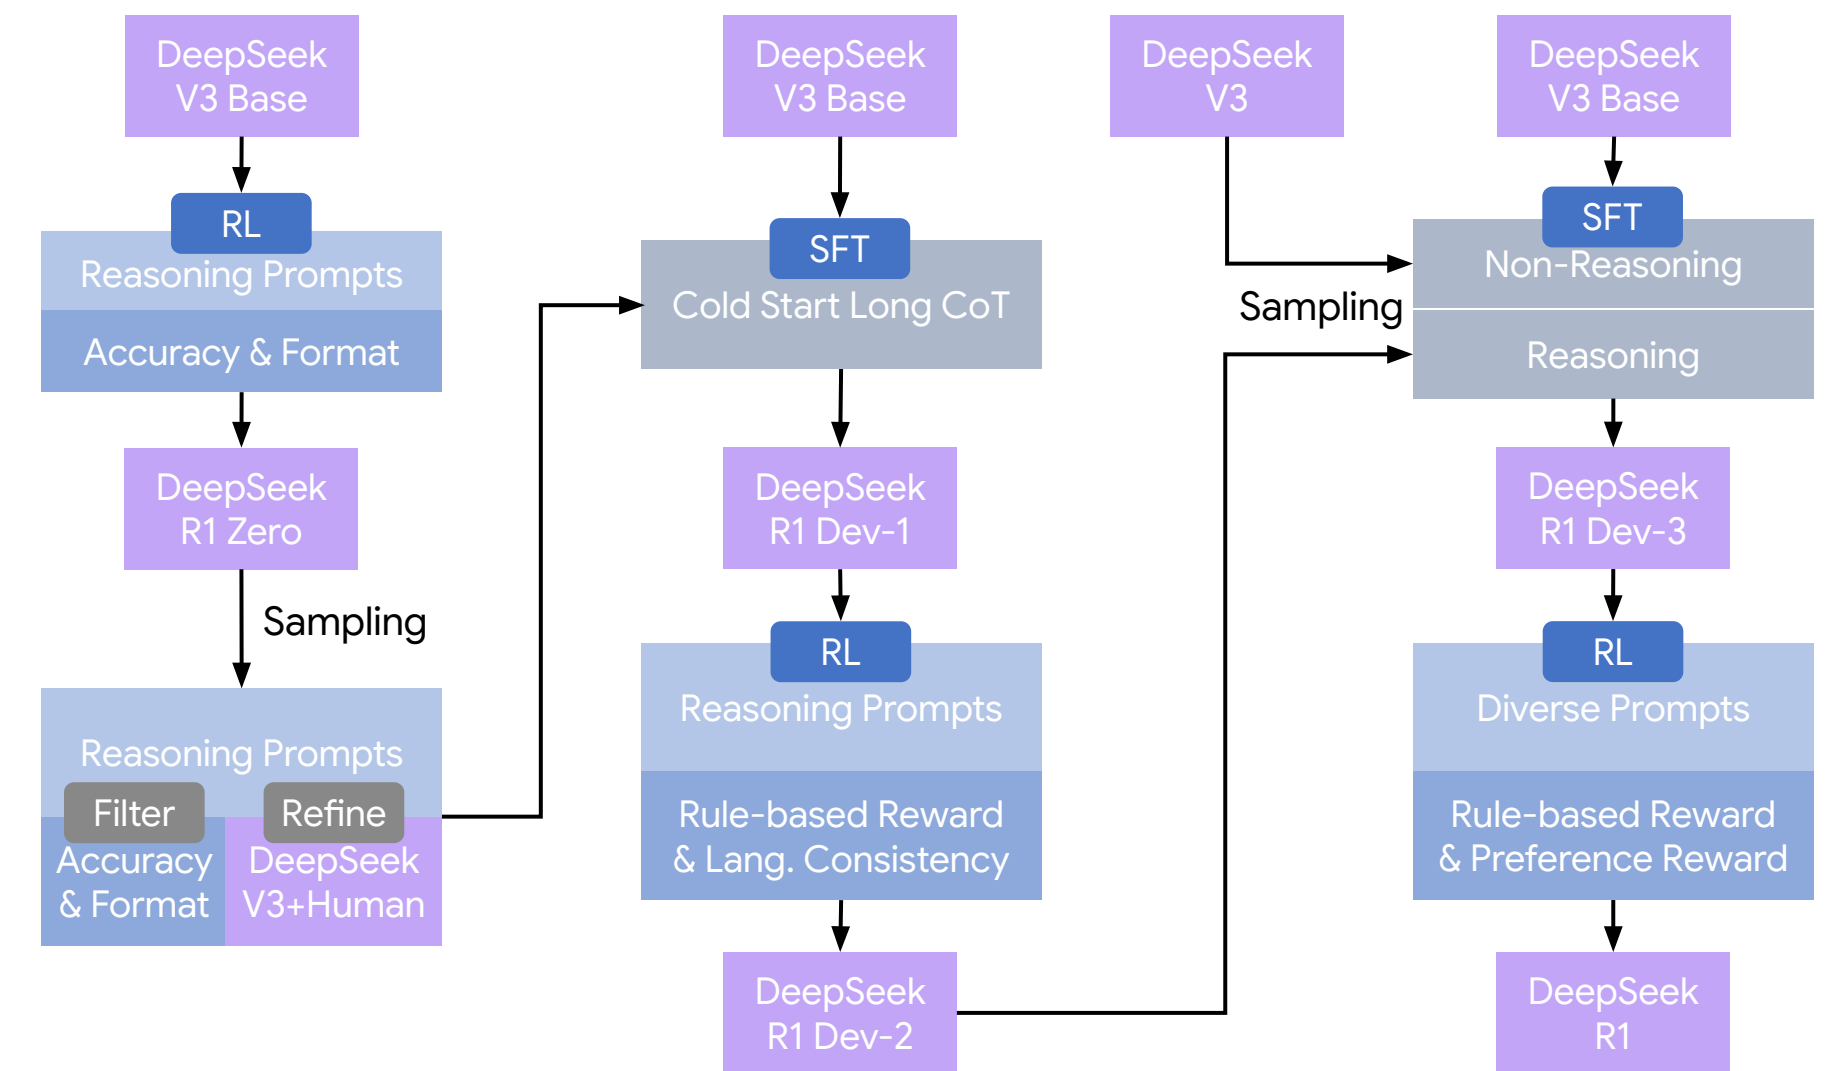 DeepSeek
V3 Base
RL
Reasoning Prompts
Accuracy & Format
DeepSeek
R1 Zero
Sampling
Reasoning Prompts
Filter
Refine
Accuracy
& Format
DeepSeek
V3+Human
DeepSeek
V3 Base
SFT
Cold Start Long CoT
DeepSeek
R1 Dev-1
RL
Reasoning Prompts
Rule-based Reward
& Lang. Consistency
DeepSeek
R1 Dev-2
DeepSeek
V3
Sampling
DeepSeek
V3 Base
SFT
Non-Reasoning
Reasoning
DeepSeek
R1 Dev-3
RL
Diverse Prompts
Rule-based Reward
& Preference Reward
DeepSeek
R1